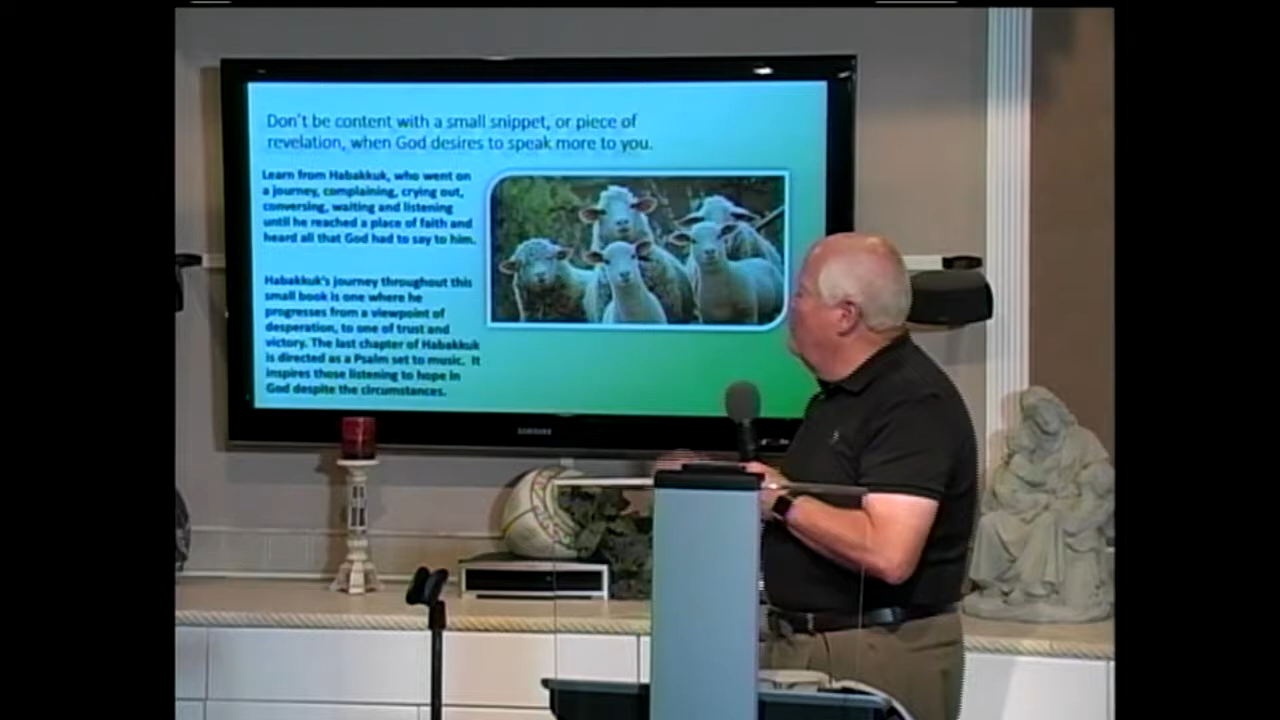 Don't be content with a small snippet, or piece of
revelation, when God desires to speak more to you.
Learn from Habakkuk, who went on
a journey, complaining, crying out,
conversing, waiting and listening
until he reached a place of faith and
heard all that God had to say to him.
Habakkuk's journey throughout this
small book is one where he
progresses from a viewpoint of
desperation, to one of trust and
victory. The last chapter of Habakkuk
is directed as a Psalm set to music. It
inspires those listening to hope in
God despite the circumstances.
SAMSUNG